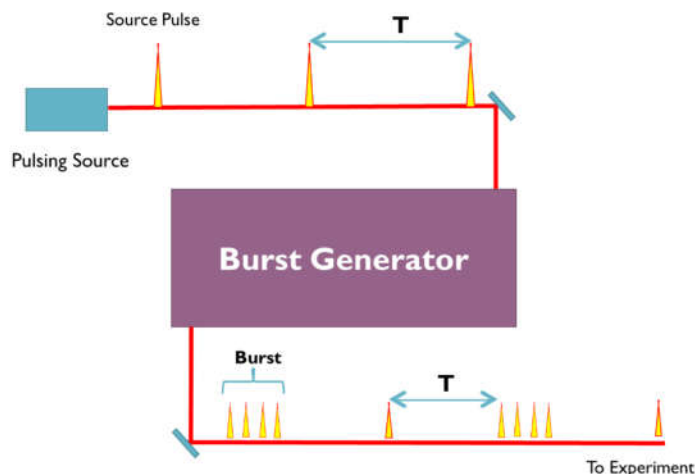 Source Pulse
T
Pulsing Source
Burst Generator
Burst
T
To Experiment